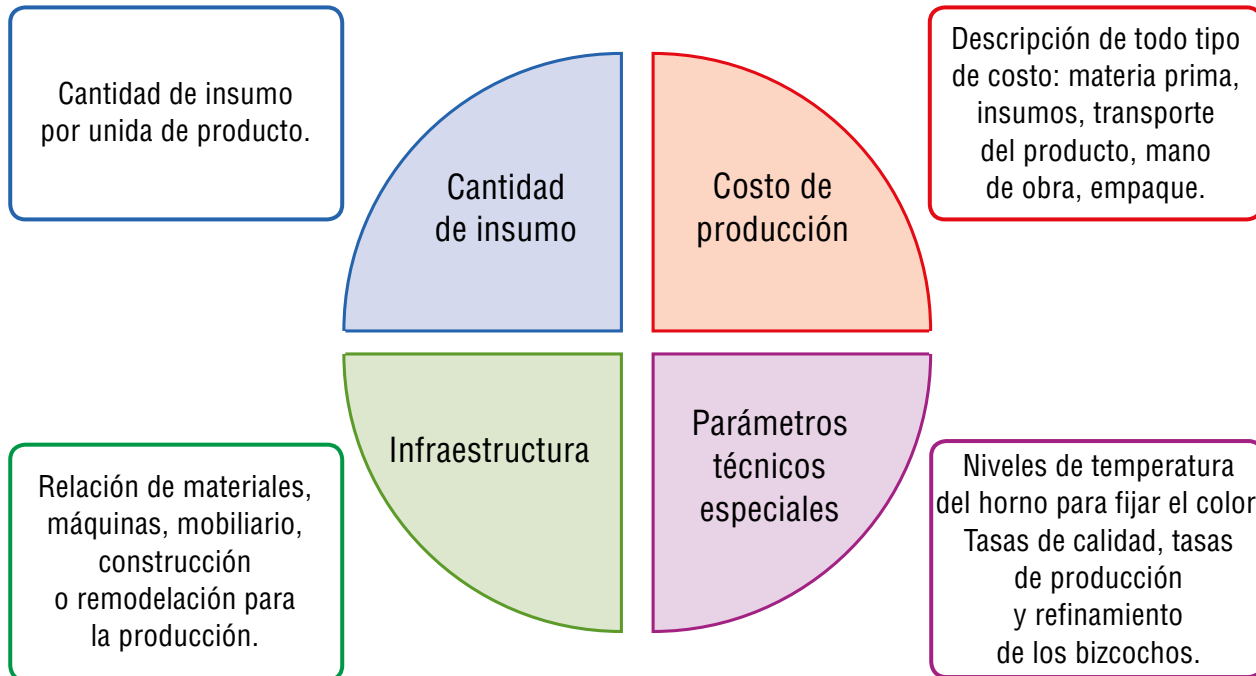 Cantidad de insumo
por unida de producto.
Descripción de todo tipo
de costo: materia prima,
insumos, transporte
del producto, mano
de obra, empaque.
Cantidad
de insumo
Costo de
producción
Infraestructura
Parámetros
técnicos
especiales
Relación de materiales,
máquinas, mobiliario,
construcción
o remodelación para
la producción.
Niveles de temperatura
del horno para fijar el color
Tasas de calidad, tasas
de producción
y refinamiento
de los bizcochos.